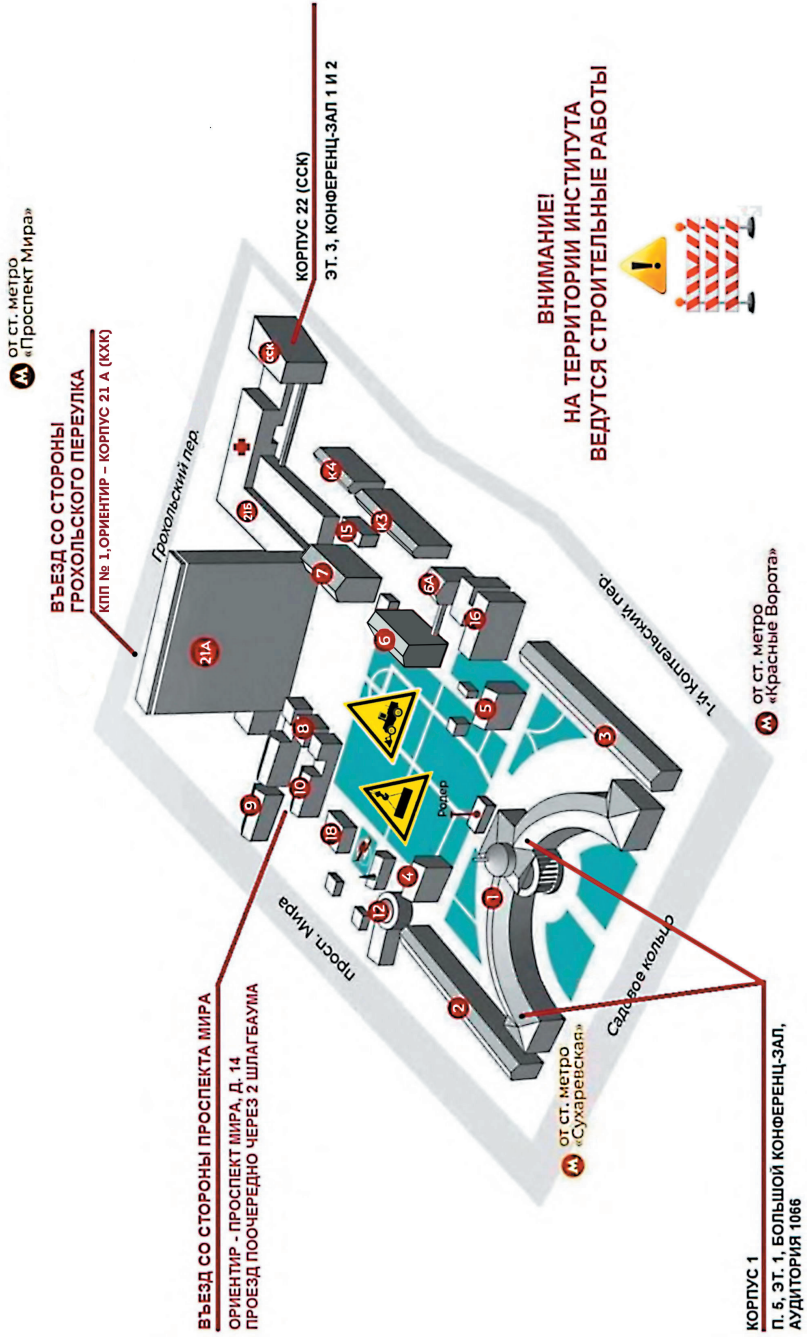 ОТ СТ. МЕТРО
«Проспект Мира»
ВЪЕЗД СО СТОРОНЫ
ГРОХОЛЬСКОГО ПЕРЕУЛКА
КПП № 1,ОРИЕНТИР – КОРПУС 21 А (КХК)
КОРПУС 22 (ССК)
ЭТ. 3, КОНФЕРЕНЦ-ЗАЛ 1 И 2
ВНИМАНИЕ!
НА ТЕРРИТОРИИ ИНСТИТУТА
ВЕДУТСЯ СТРОИТЕЛЬНЫЕ РАБОТЫ
ВЪЕЗД СО СТОРОНЫ ПРОСПЕКТА МИРА
ОРИЕНТИР - ПРОСПЕКТ МИРА, Д. 14
ПРОЕЗД ПООЧЕРЕДНО ЧЕРЕЗ 2 ШЛАГБАУМА
Грохольский пер.
просп. Мира
1-й Коптельский пер.
Садовое кольцо
ССК
21Б
21А
К4
К3
15
7
6А
16
6
5
3
9
8
10
18
4
12
2
1
Родер
ОТ СТ. МЕТРО
«Красные Ворота»
ОТ СТ. МЕТРО
«Сухаревская»
КОРПУС 1
П. 5, ЭТ. 1, БОЛЬШОЙ КОНФЕРЕНЦ-ЗАЛ,
АУДИТОРИЯ 1066